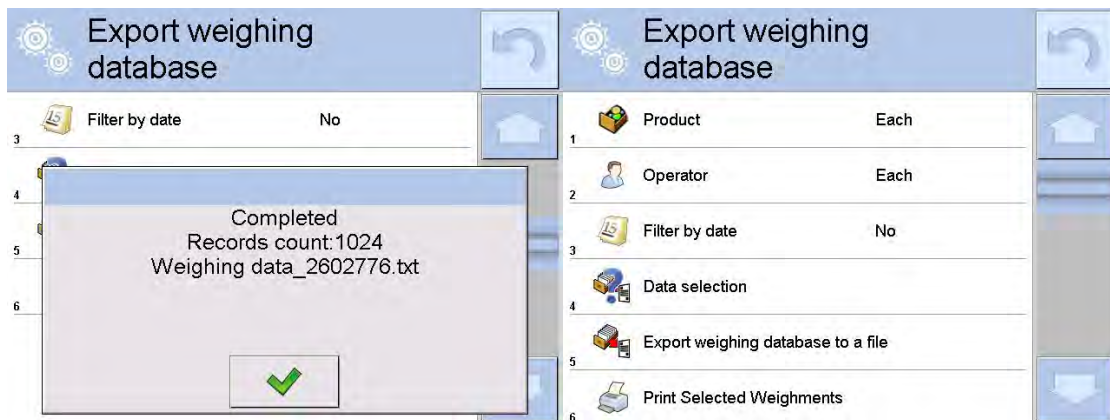 Export weighing
database
3 Filter by date No
4
5
6
Completed
Records count:1024
Weighing data_2602776.txt
Export weighing
database
1 Product Each
2 Operator Each
3 15 Filter by date No
4 Data selection
5 Export weighing database to a file
6 Print Selected Weighments